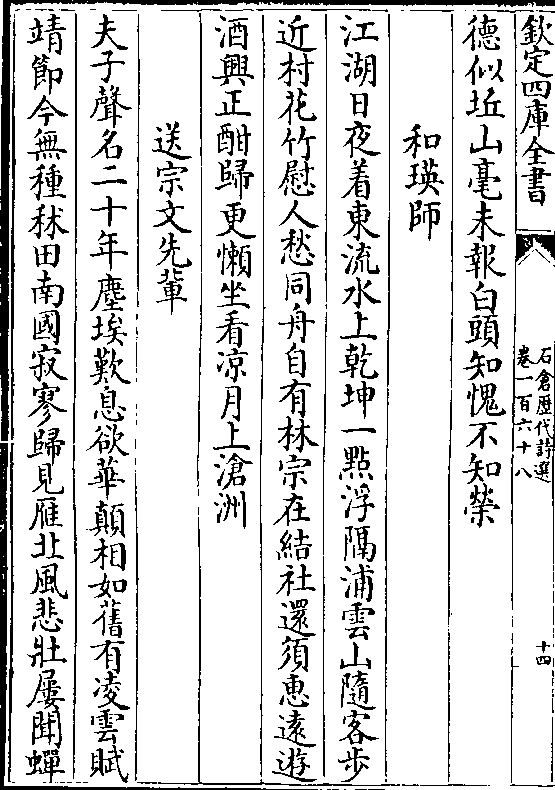 欽定四庫全書
石倉歴代詩選
卷一百六十八
十四
德似坵山毫未報白頭知愧不知榮
和瑛師
江湖日夜着東流水上乾坤一㸃浮隔浦雲山隨客步
近村花竹慰人愁同舟自有林宗在結社還須惠逺遊
酒興正酣歸更懶坐看凉月上滄洲
送宗文先輩
夫子聲名二十年塵埃歎息欲華顛相如舊有凌雲賦
靖節今無種秫田南國寂寥歸見雁北風悲壯屢聞蟬